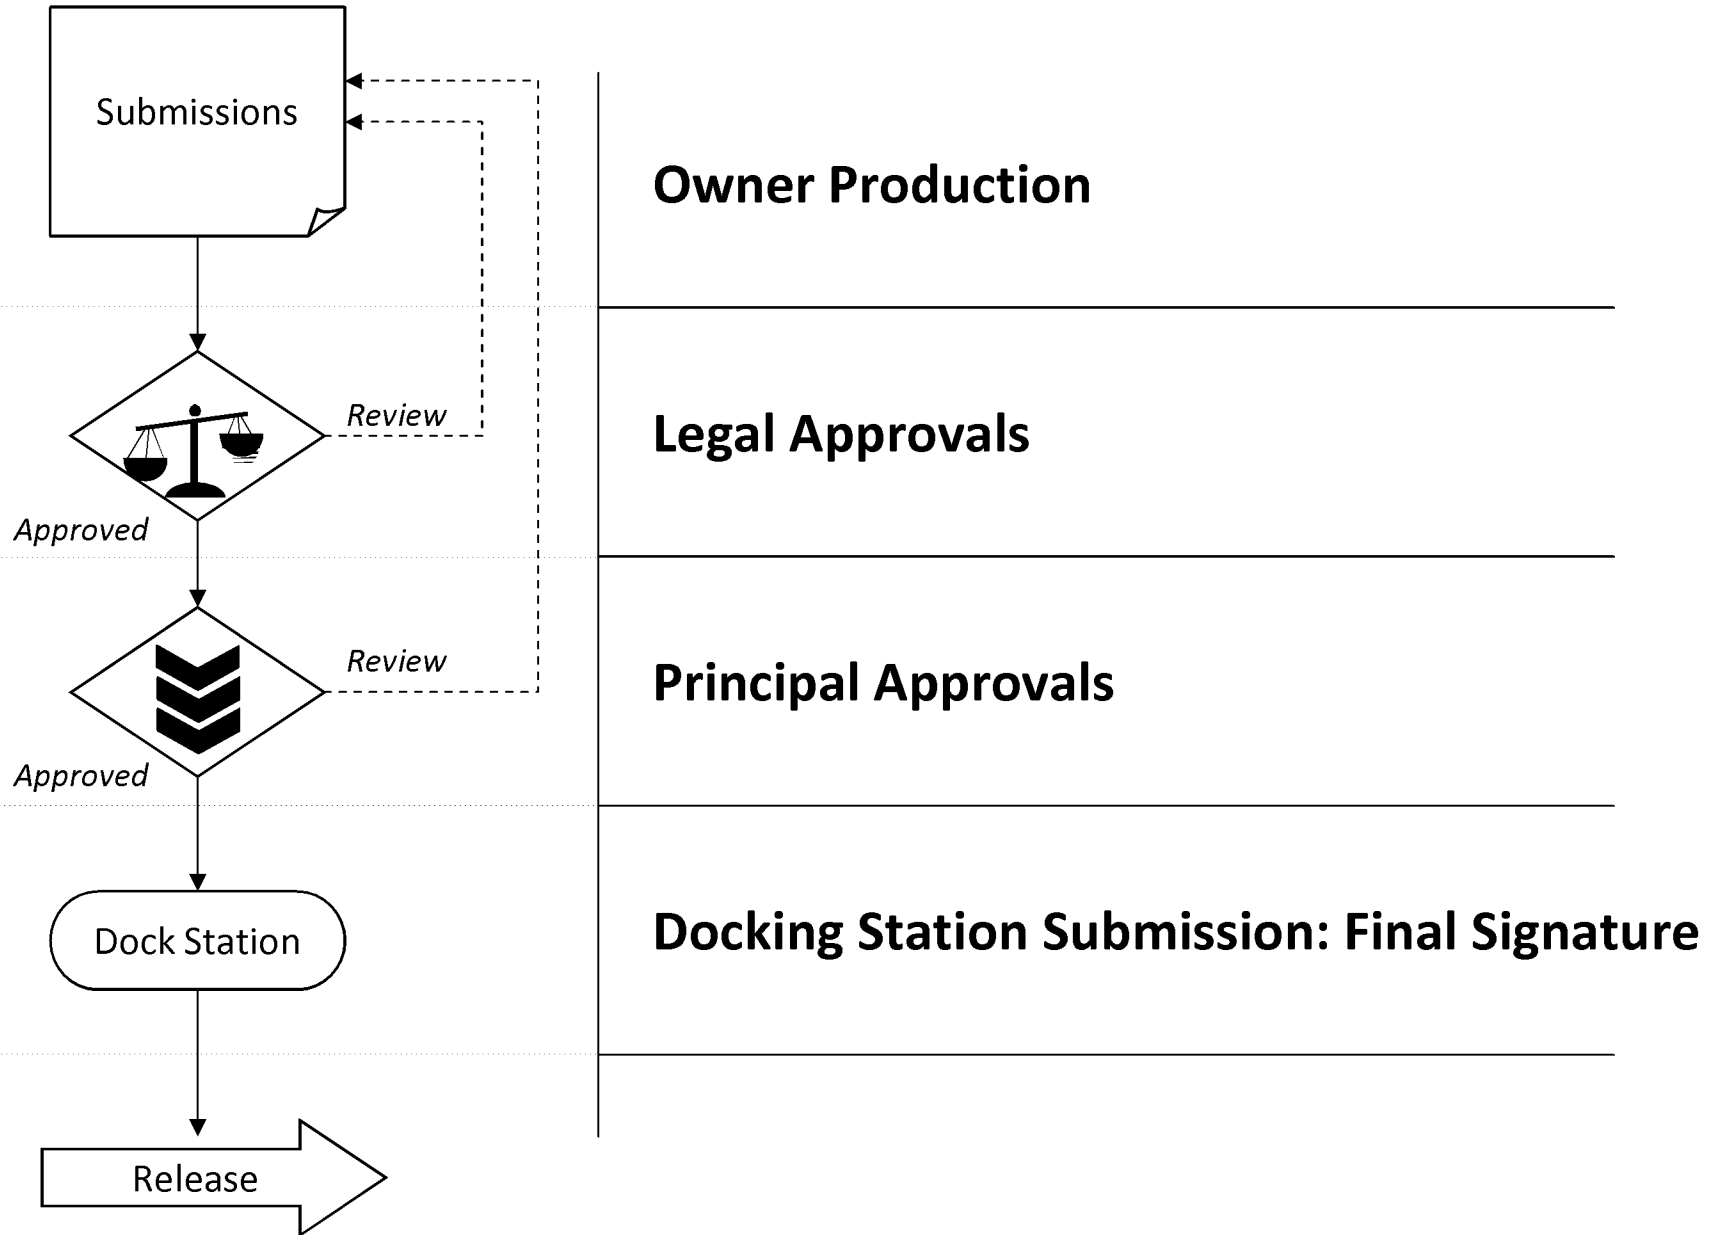 Submissions
Owner Production
Review
Legal Approvals
Approved
Review
Principal Approvals
Approved
Dock Station
Docking Station Submission: Final Signature
Release